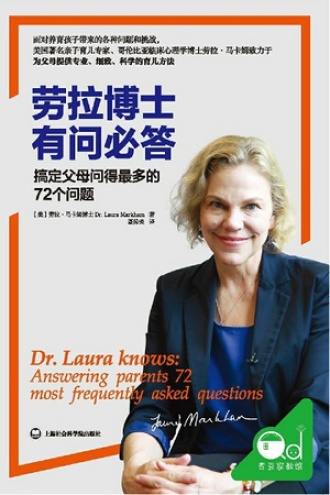 面对养育孩子带来的各种问题和挑战，
美国著名亲子育儿专家、哥伦比亚临床心理学博士劳拉·马卡姆致力于
为父母提供专业、细致、科学的育儿方法
劳拉博士
有问必答
搞定父母问得最多的
72个问题
【美】劳拉·马卡姆博士 Dr. Laura Markham 著
译
Dr. Laura knows:
Answering parents 72
most frequently asked questions
Laura Markham
上海社会科学院出版社